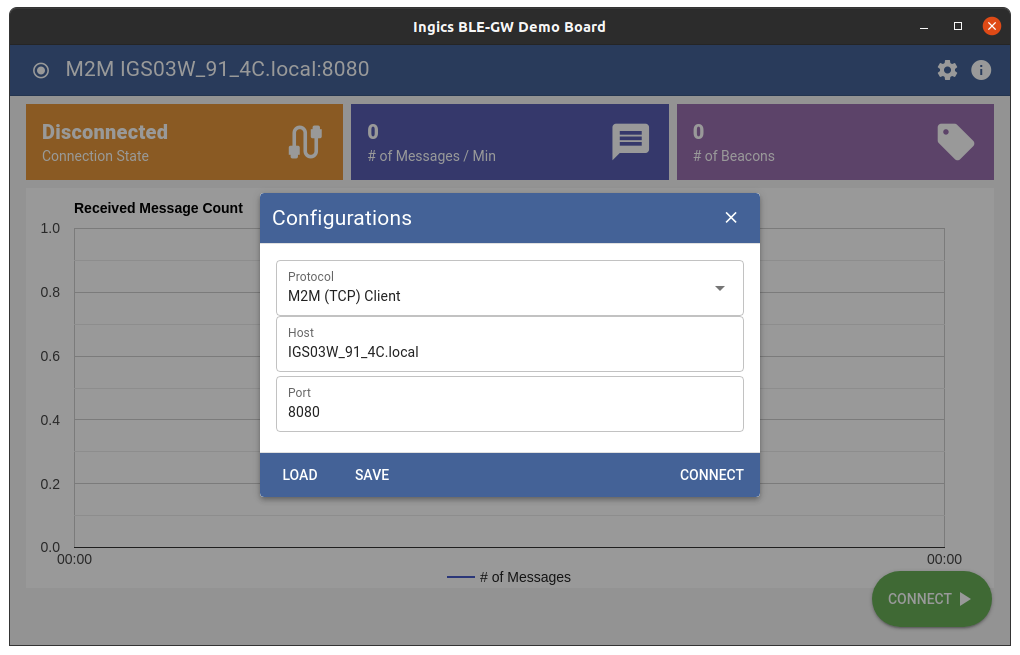 Ingics BLE-GW Demo Board
M2M IGS03W_91_4C.local:8080
Disconnected
Connection State
0
# of Messages / Min
0
# of Beacons
Received Message Count
1.0
0.8
0.6
0.4
0.2
0.0
00:00
00:00
# of Messages
Configurations
Protocol
M2M (TCP) Client
Host
IGS03W_91_4C.local
Port
8080
LOAD
SAVE
CONNECT
CONNECT